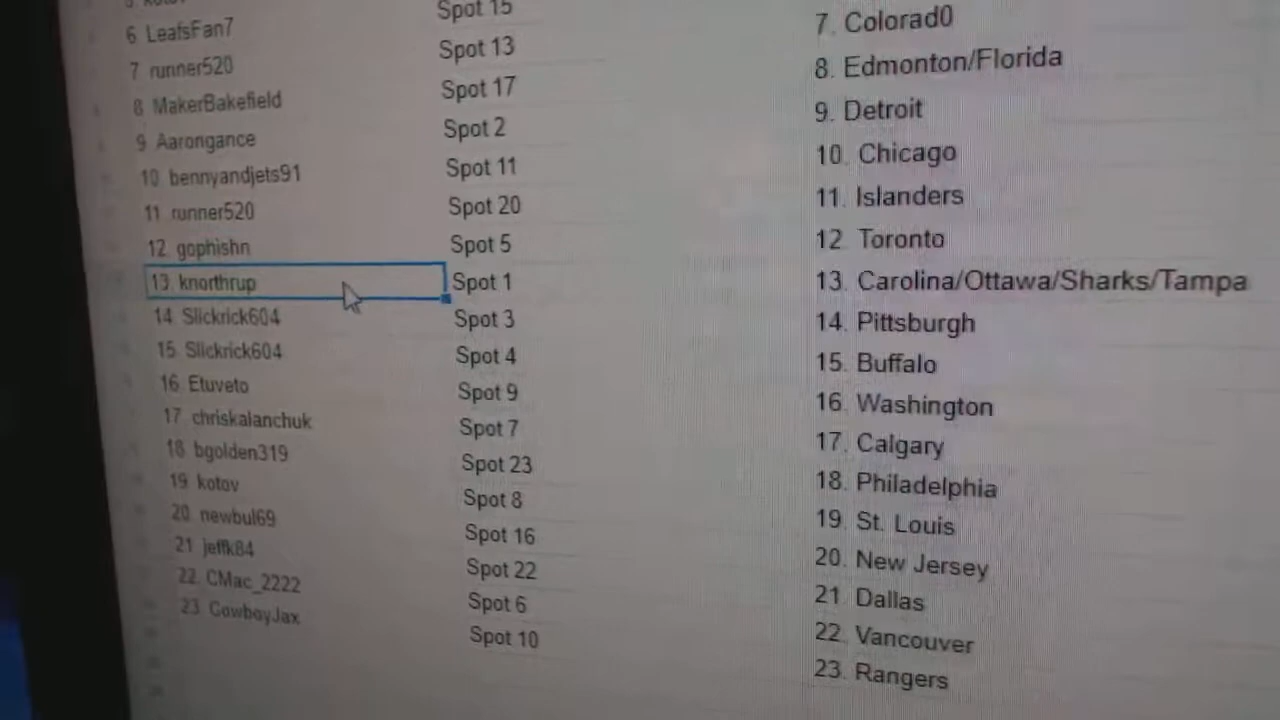 6 LeafsFan7 Spot 15
7 runner520 Spot 13 7. Colorad0
8 MakerBakefield Spot 17 8. Edmonton/Florida
9 Aarongance Spot 2 9. Detroit
10 bennyandjets91 Spot 11 10. Chicago
11 runner520 Spot 20 11. Islanders
12. gophishn Spot 5 12 Toronto
13. knorthrup Spot 1 13. Carolina/Ottawa/Sharks/Tampa
14. Slickrick604 Spot 3 14. Pittsburgh
15. Slickrick604 Spot 4 15. Buffalo
16 Etuveto Spot 9 16. Washington
17 chriskalanchuk Spot 7 17. Calgary
18 bgolden319 Spot 23 18. Philadelphia
19 kotov Spot 8 19. St. Louis
20 newbul69 Spot 16 20. New Jersey
21 jeffk84 Spot 22 21 Dallas
22. CMac_2222 Spot 6 22. Vancouver
23. CowboyJax Spot 10 23. Rangers